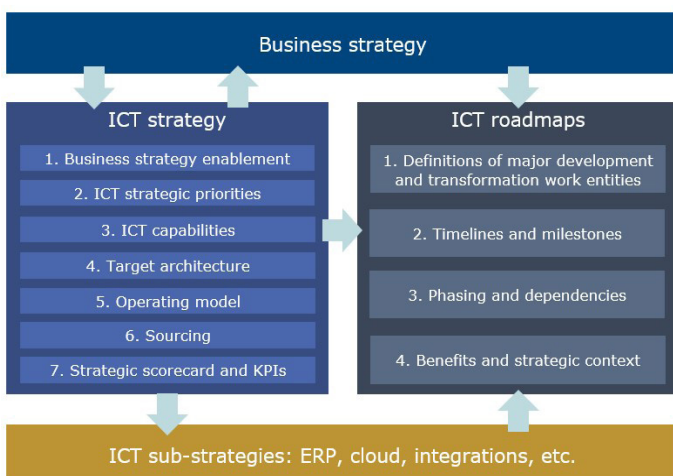 Business strategy
ICT strategy
1. Business strategy enablement
2. ICT strategic priorities
3. ICT capabilities
4. Target architecture
5. Operating model
6. Sourcing
7. Strategic scorecard and KPIs
ICT roadmaps
1. Definitions of major development
and transformation work entities
2. Timelines and milestones
3. Phasing and dependencies
4. Benefits and strategic context
ICT sub-strategies: ERP, cloud, integrations, etc.